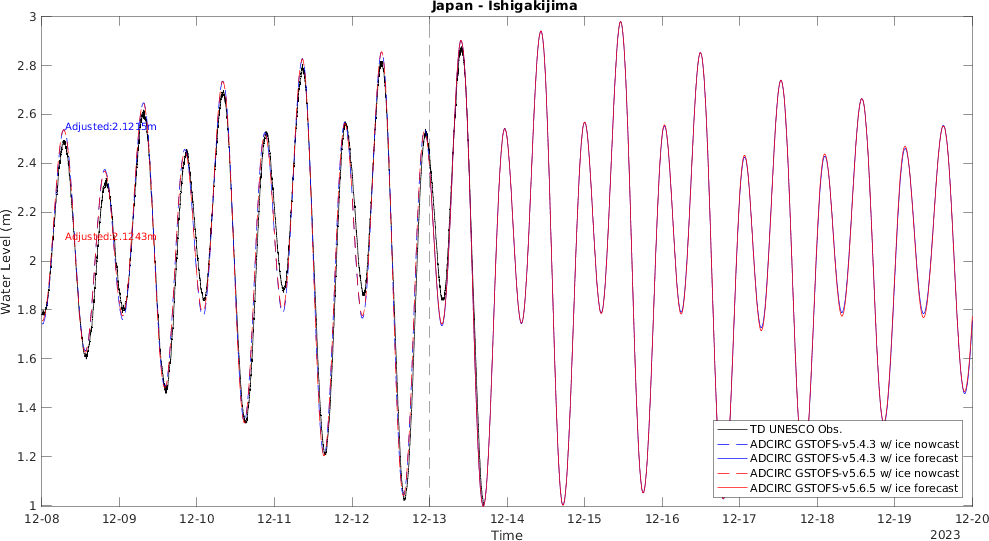 Japan - Ishigakijima
3
2.8
2.6
2.4
2.2
2
1.8
1.6
1.4
1.2
1
Water Level (m)
Adjusted:2.1215m
Adjusted:2.1243m
TD UNESCO Obs.
ADCIRC GSTOFS-v5.4.3 w/ ice nowcast
ADCIRC GSTOFS-v5.4.3 w/ ice forecast
ADCIRC GSTOFS-v5.6.5 w/ ice nowcast
ADCIRC GSTOFS-v5.6.5 w/ ice forecast
12-08 12-09 12-10 12-11 12-12 12-13 12-14 12-15 12-16 12-17 12-18 12-19 12-20
Time
2023